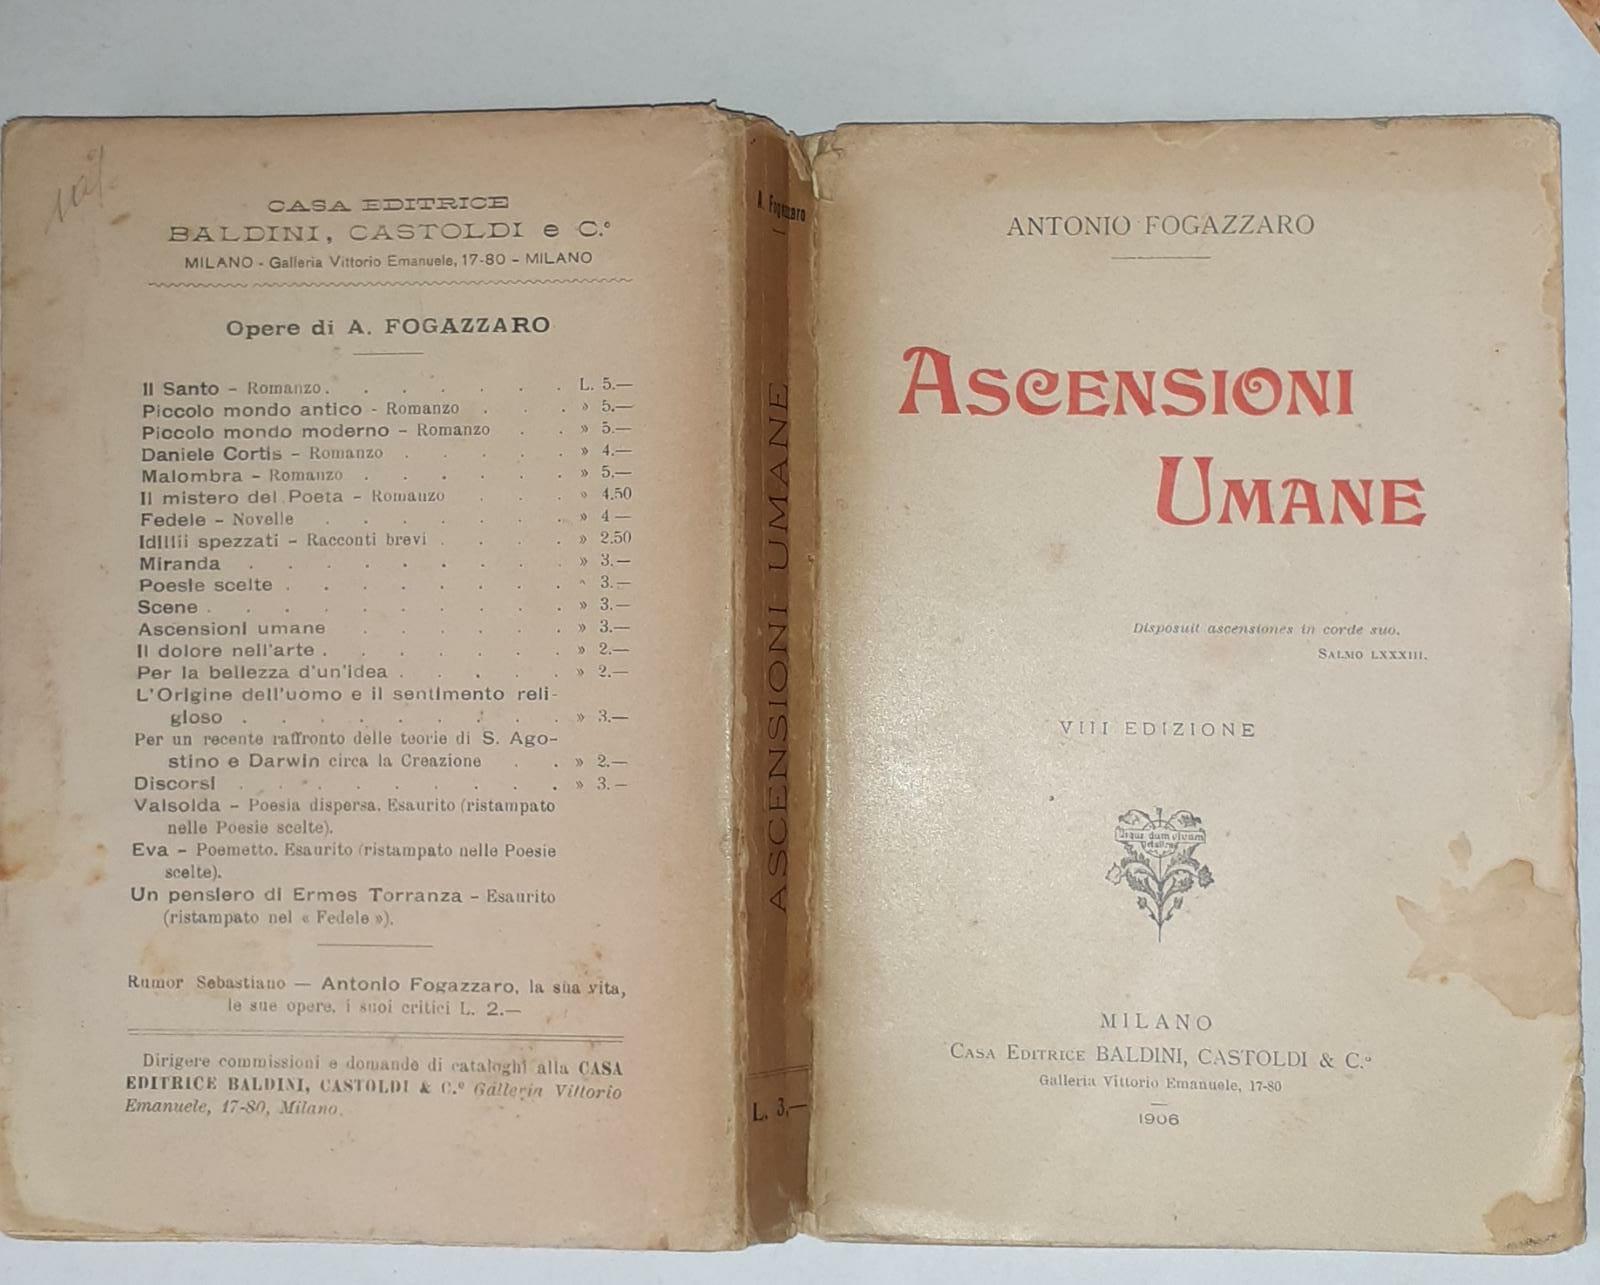 CASA EDITRICE
BALDINI, CASTOLDI e C.º
MILANO - Galleria Vittorio Emanuele, 17-80 - MILANO
Opere di A. FOGAZZARO
Il Santo - Romanzo. . . . . . . L. 5.—
Piccolo mondo antico - Romanzo . . . » 5.—
Piccolo mondo moderno - Romanzo . . » 5.—
Daniele Cortis - Romanzo . . . . . » 4.—
Malombra - Romanzo . . . . . . » 5.—
Il mistero del Poeta - Romanzo . . . » 4.50
Fedele - Novelle . . . . . . . » 4 —
Idillii spezzati - Racconti brevi . . . . » 2.50
Miranda . . . . . . . . . » 3.—
Poesie scelte . . . . . . . . » 3.—
Scene . . . . . . . . . . » 3.—
Ascensioni umane . . . . . . » 3.—
Il dolore nell'arte . . . . . . . » 2.—
Per la bellezza d'un'idea . . . . . » 2.—
L'Origine dell'uomo e il sentimento reli-
gioso . . . . . . . . . » 3.—
Per un recente raffronto delle teorie di S. Ago-
stino e Darwin circa la Creazione . . » 2.—
Discorsi . . . . . . . . . » 3.—
Valsolda - Poesia dispersa. Esaurito (ristampato
nelle Poesie scelte).
Eva - Poemetto. Esaurito (ristampato nelle Poesie
scelte).
Un pensiero di Ermes Torranza - Esaurito
(ristampato nel « Fedele »).
Rumor Sebastiano — Antonio Fogazzaro, la sua vita,
le sue opere, i suoi critici L. 2.—
Dirigere commissioni e domande di cataloghi alla CASA
EDITRICE BALDINI, CASTOLDI & C.º Galleria Vittorio
Emanuele, 17-80, Milano.
A. Fogazzaro
ASCENSIONI UMANE
L. 3,—
ANTONIO FOGAZZARO
ASCENSIONI
UMANE
Disposuit ascensiones in corde suo.
SALMO LXXXIII.
VIII EDIZIONE
dum vivam
MILANO
CASA EDITRICE BALDINI, CASTOLDI & C.º
Galleria Vittorio Emanuele, 17-80
1906